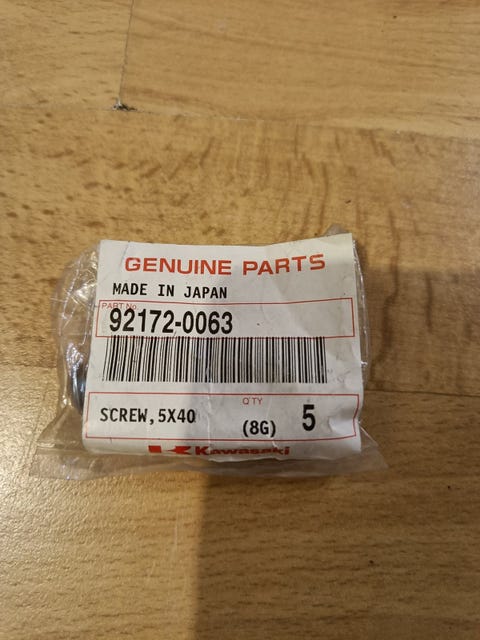 GENUINE PARTS
MADE IN JAPAN
PART No.
92172-0063
SCREW,5X40
Q'TY
(8G) 5
Kawasaki